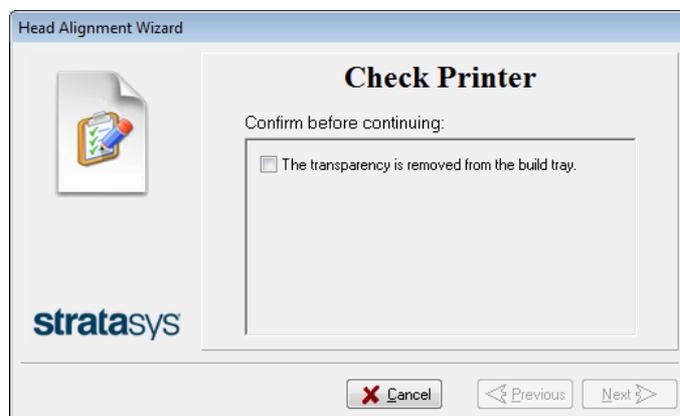 Head Alignment Wizard
Check Printer
Confirm before continuing:
The transparency is removed from the build tray.
stratasys
Cancel
Previous
Next